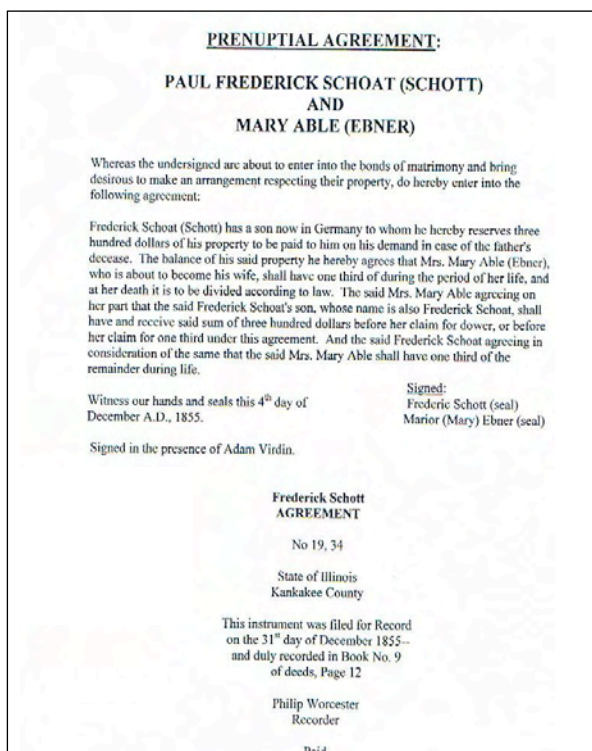 PRENUPTIAL AGREEMENT:
PAUL FREDERICK SCHOAT (SCHOTT)
AND
MARY ABLE (EBNER)
Whereas the undersigned are about to enter into the bonds of matrimony and bring
desirous to make an arrangement respecting their property, do hereby enter into the
following agreement:
Frederick Schoat (Schott) has a son now in Germany to whom he hereby reserves three
hundred dollars of his property to be paid to him on his demand in case of the father's
decease. The balance of his said property he hereby agrees that Mrs. Mary Able (Ebner),
who is about to become his wife, shall have one third of during the period of her life, and
at her death it is to be divided according to law. The said Mrs. Mary Able agreeing on
her part that the said Frederick Schoat's son, whose name is also Frederick Schoat, shall
have and receive said sum of three hundred dollars before her claim for dower, or before
her claim for one third under this agreement. And the said Frederick Schoat agreeing in
consideration of the same that the said Mrs. Mary Able shall have one third of the
remainder during life.
Witness our hands and seals this 4th day of
December A.D., 1855.
Signed:
Frederic Schott (seal)
Marior (Mary) Ebner (seal)
Signed in the presence of Adam Virdin.
Frederick Schott
AGREEMENT
No 19, 34
State of Illinois
Kankakee County
This instrument was filed for Record
on the 31st day of December 1855--
and duly recorded in Book No. 9
of deeds, Page 12
Philip Worcester
Recorder
Paid